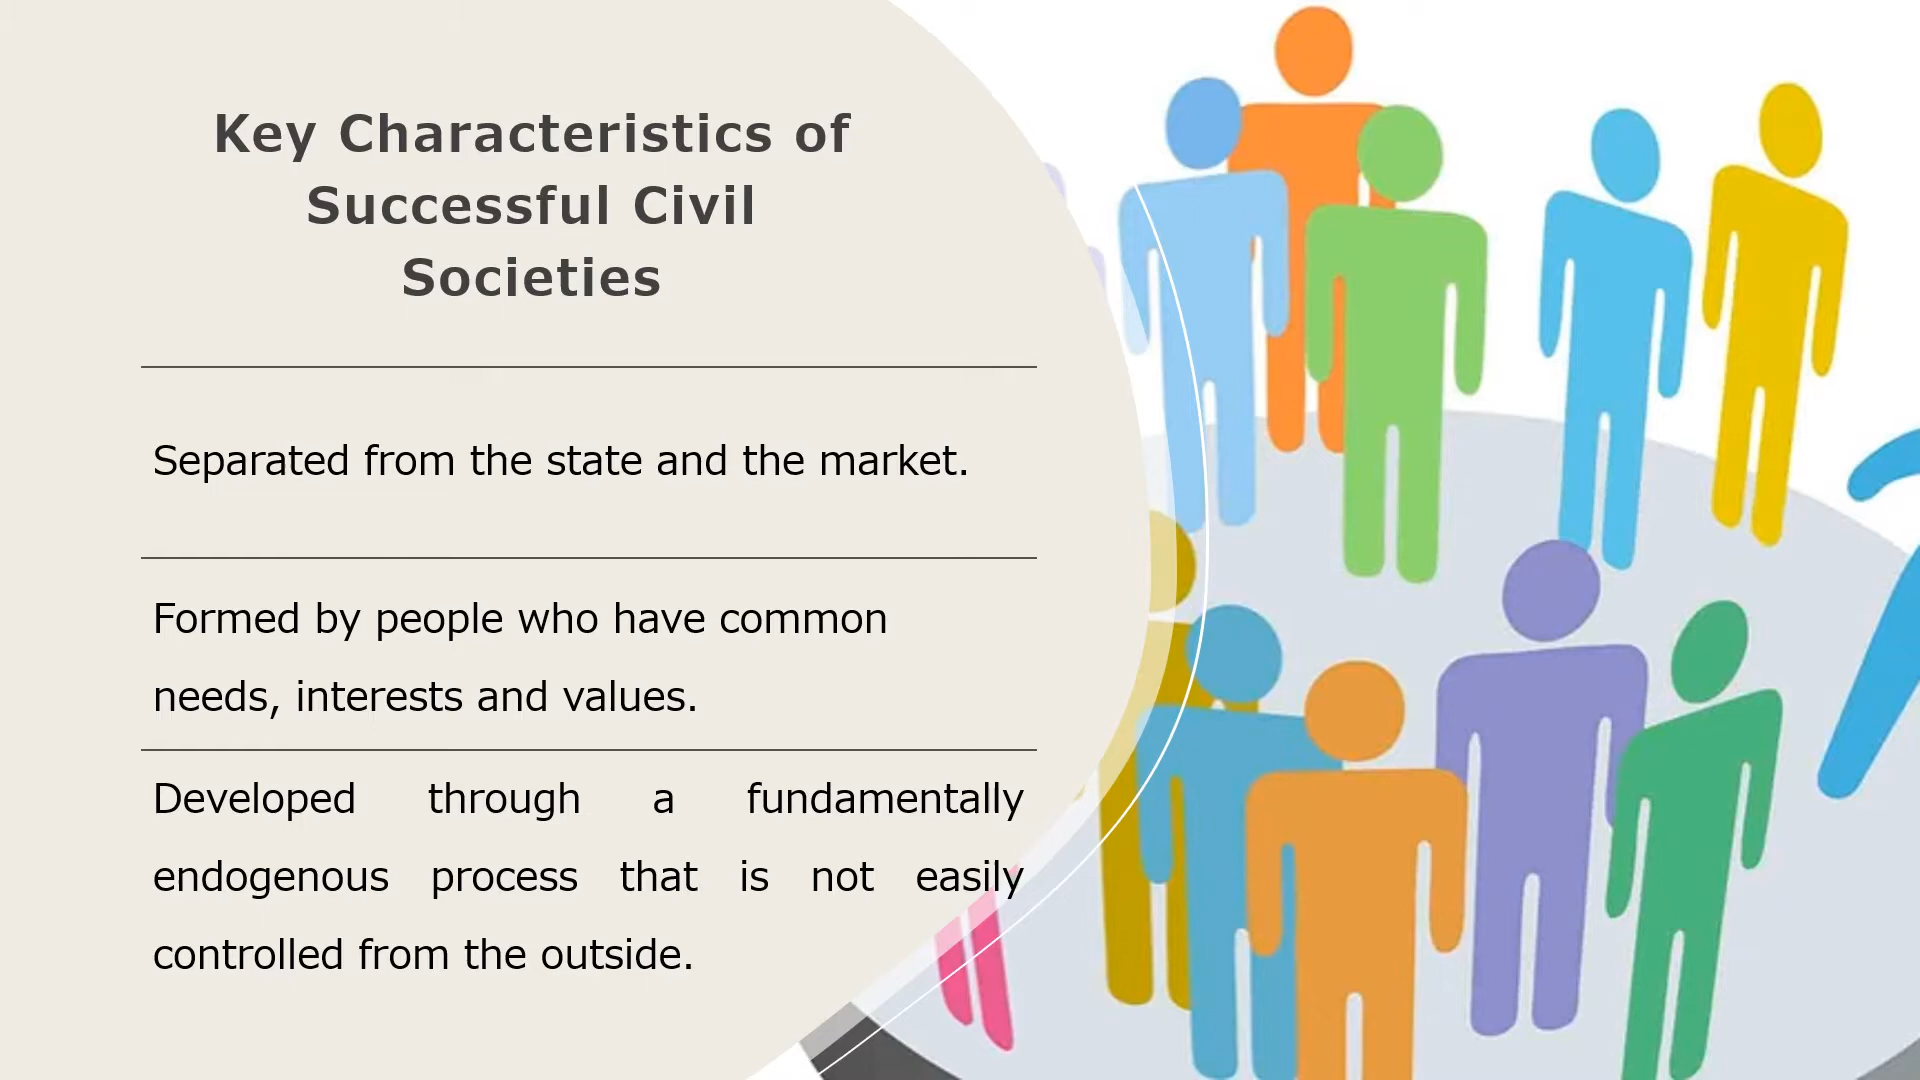 Key Characteristics of
Successful Civil
Societies
Separated from the state and the market.
Formed by people who have common
needs, interests and values.
Developed through a fundamentally
endogenous process that is not easily
controlled from the outside.